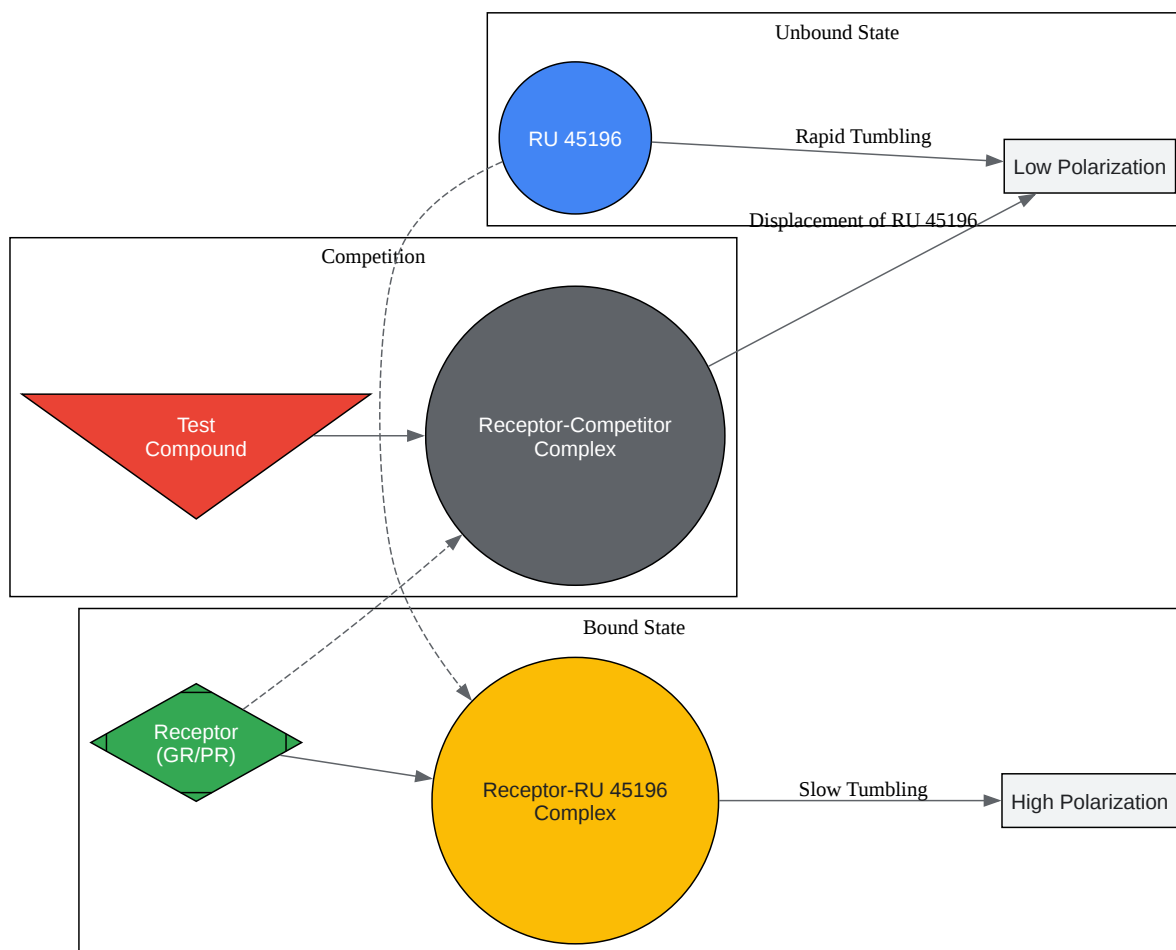 Unbound State
RU 45196
Rapid Tumbling
Low Polarization
Displacement of RU 45196
Competition
Test
Compound
Receptor-Competitor
Complex
Bound State
Receptor
(GR/PR)
Receptor-RU 45196
Complex
Slow Tumbling
High Polarization